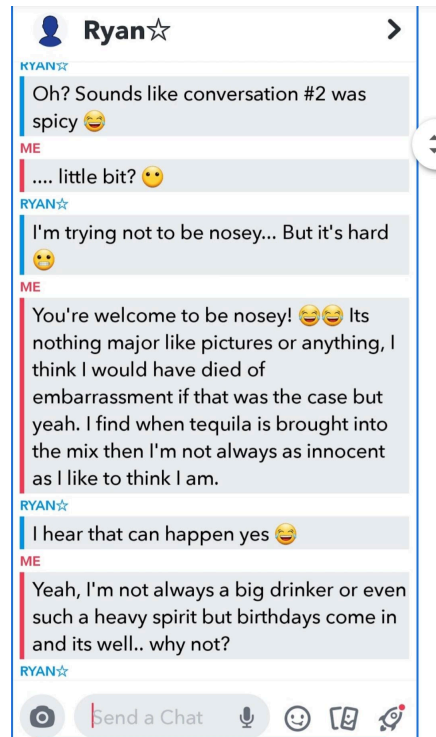 Ryan☆
RYAN☆
Oh? Sounds like conversation #2 was
spicy 😂
ME
.... little bit? 😶
RYAN☆
I'm trying not to be nosey... But it's hard
😬
ME
You're welcome to be nosey! 😂😂 Its
nothing major like pictures or anything, I
think I would have died of
embarrassment if that was the case but
yeah. I find when tequila is brought into
the mix then I'm not always as innocent
as I like to think I am.
RYAN☆
I hear that can happen yes 😂
ME
Yeah, I'm not always a big drinker or even
such a heavy spirit but birthdays come in
and its well.. why not?
RYAN☆
Send a Chat